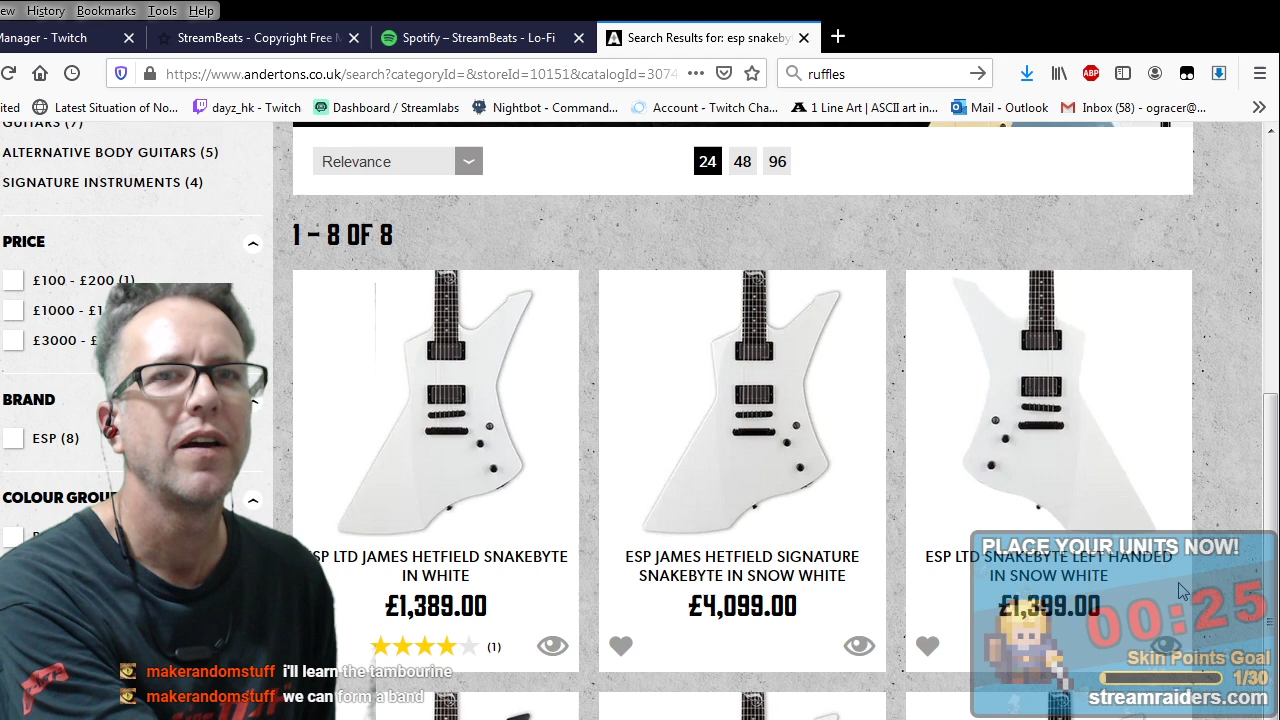 ew History Bookmarks Tools Help
Manager - Twitch
StreamBeats - Copyright Free M
Spotify – StreamBeats - Lo-Fi
Search Results for: esp snakeby
https://www.andertons.co.uk/search?categoryId=&storeId=10151&catalogId=3074
ruffles
ABP
ited
Latest Situation of No...
dayz_hk - Twitch
Dashboard / Streamlabs
Nightbot - Comman...
Account - Twitch Cha...
1 Line Art | ASCII art in...
Mail - Outlook
Inbox (58) - ogracer@...
GUITARS (7)
ALTERNATIVE BODY GUITARS (5)
SIGNATURE INSTRUMENTS (4)
Relevance
24 48 96
1 – 8 OF 8
PRICE
£100 - £200 (1)
£1000 - £1
£3000 - £
BRAND
ESP (8)
COLOUR GROU
SP LTD JAMES HETFIELD SNAKEBYTE
IN WHITE
£1,389.00
(1)
ESP JAMES HETFIELD SIGNATURE
SNAKEBYTE IN SNOW WHITE
£4,099.00
ESP LTD SNAKEBYTE LEFT HANDED
IN SNOW WHITE
£1,399.00
PLACE YOUR UNITS NOW!
00:25
Skin Points Goal
1/30
streamraiders.com
makerandomstuff i'll learn the tambourine
makerandomstuff we can form a band